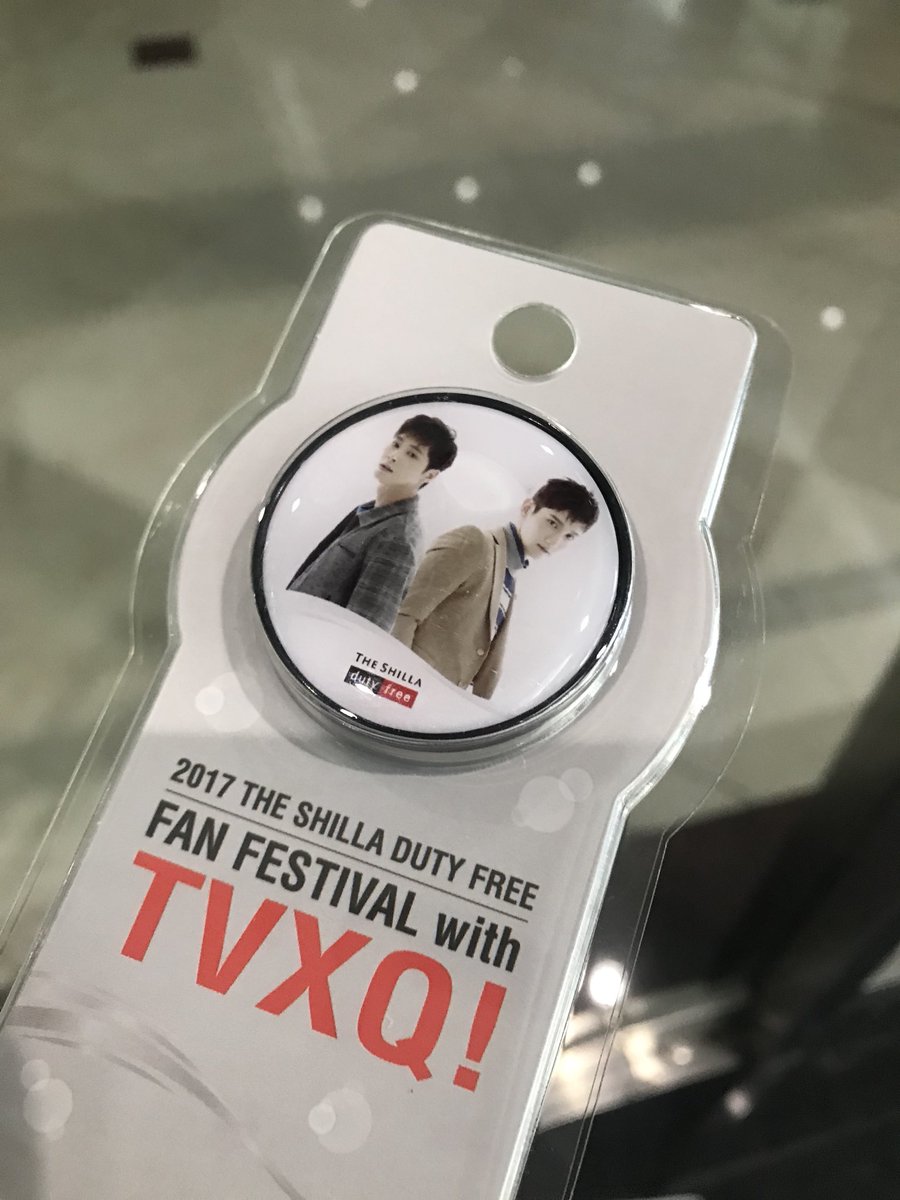 THE SHILLA
duty free
2017 THE SHILLA DUTY FREE
FAN FESTIVAL with
TVXQ!